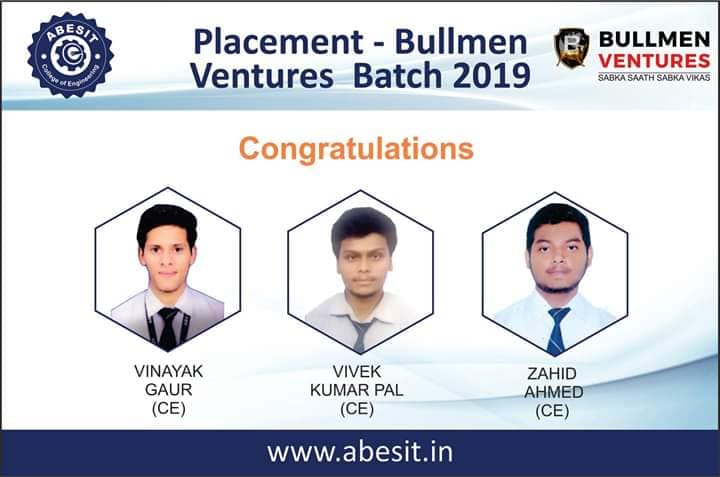 ABESIT
College of Engineering
Placement - Bullmen
Ventures Batch 2019
BULLMEN
VENTURES
SABKA SAATH SABKA VIKAS
Congratulations
VINAYAK
GAUR
(CE)
VIVEK
KUMAR PAL
(CE)
ZAHID
AHMED
(CE)
www.abesit.in